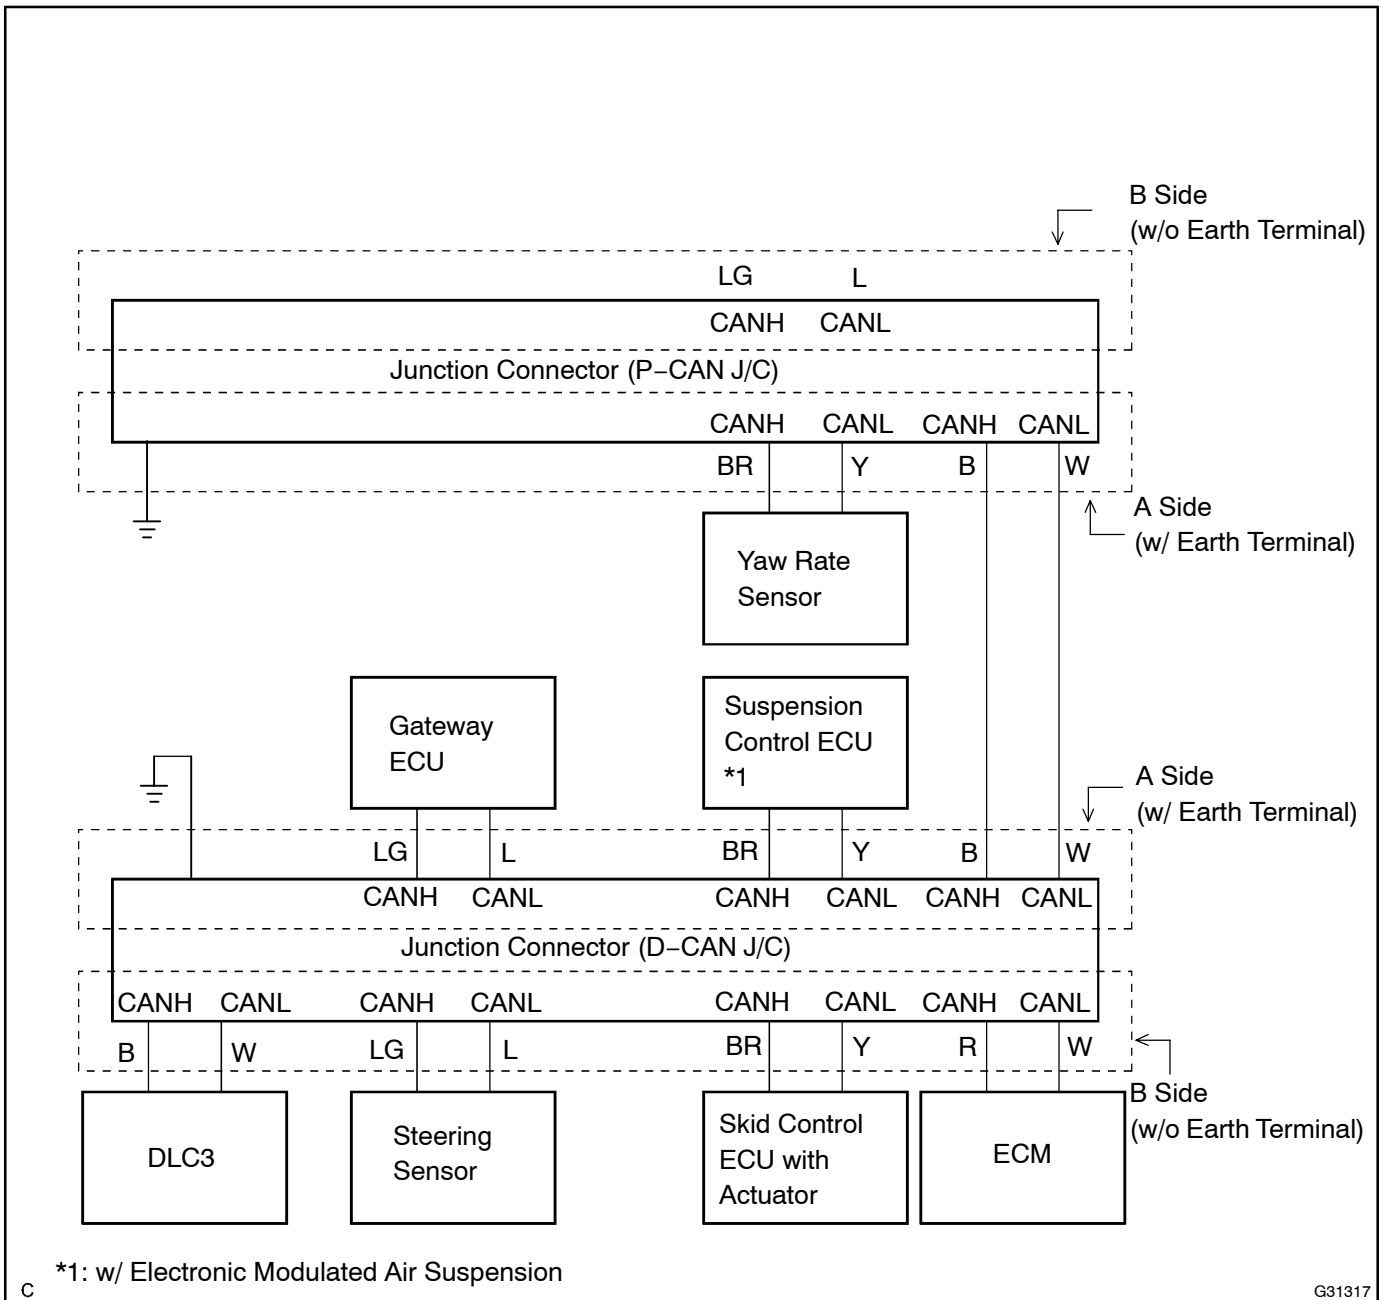 B Side
(w/o Earth Terminal)
LG L
CANH CANL
Junction Connector (P−CAN J/C)
CANH CANL CANH CANL
BR Y B W
A Side
(w/ Earth Terminal)
Yaw Rate
Sensor
Gateway
ECU
Suspension
Control ECU
*1
A Side
(w/ Earth Terminal)
LG L BR Y B W
CANH CANL CANH CANL CANH CANL
Junction Connector (D−CAN J/C)
CANH CANL CANH CANL CANH CANL CANH CANL
B W LG L BR Y R W
B Side
(w/o Earth Terminal)
DLC3
Steering
Sensor
Skid Control
ECU with
Actuator
ECM
*1: w/ Electronic Modulated Air Suspension
C G31317